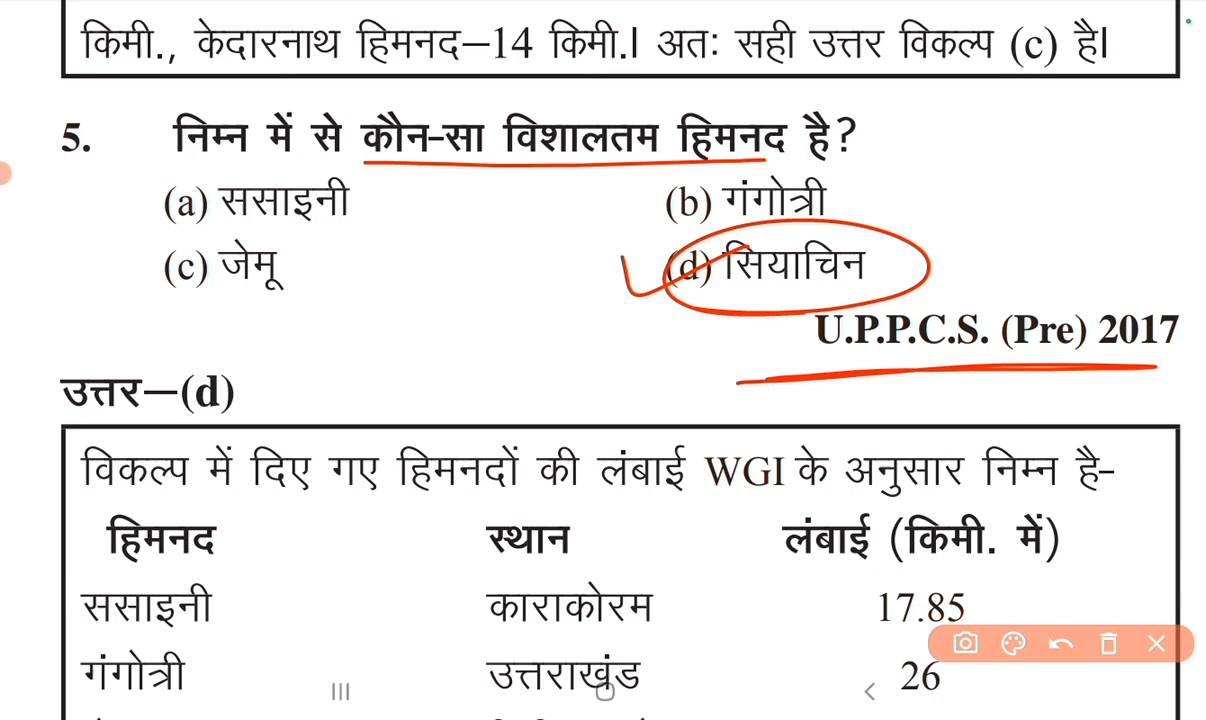 किमी., केदारनाथ हिमनद–14 किमी.। अतः सही उत्तर विकल्प (c) है।
5. निम्न में से कौन-सा विशालतम हिमनद है?
(a) ससाइनी (b) गंगोत्री
(c) जेमू (d) सियाचिन
U.P.P.C.S. (Pre) 2017
उत्तर–(d)
विकल्प में दिए गए हिमनदों की लंबाई WGI के अनुसार निम्न है-
हिमनद स्थान लंबाई (किमी. में)
ससाइनी काराकोरम 17.85
गंगोत्री उत्तराखंड 26